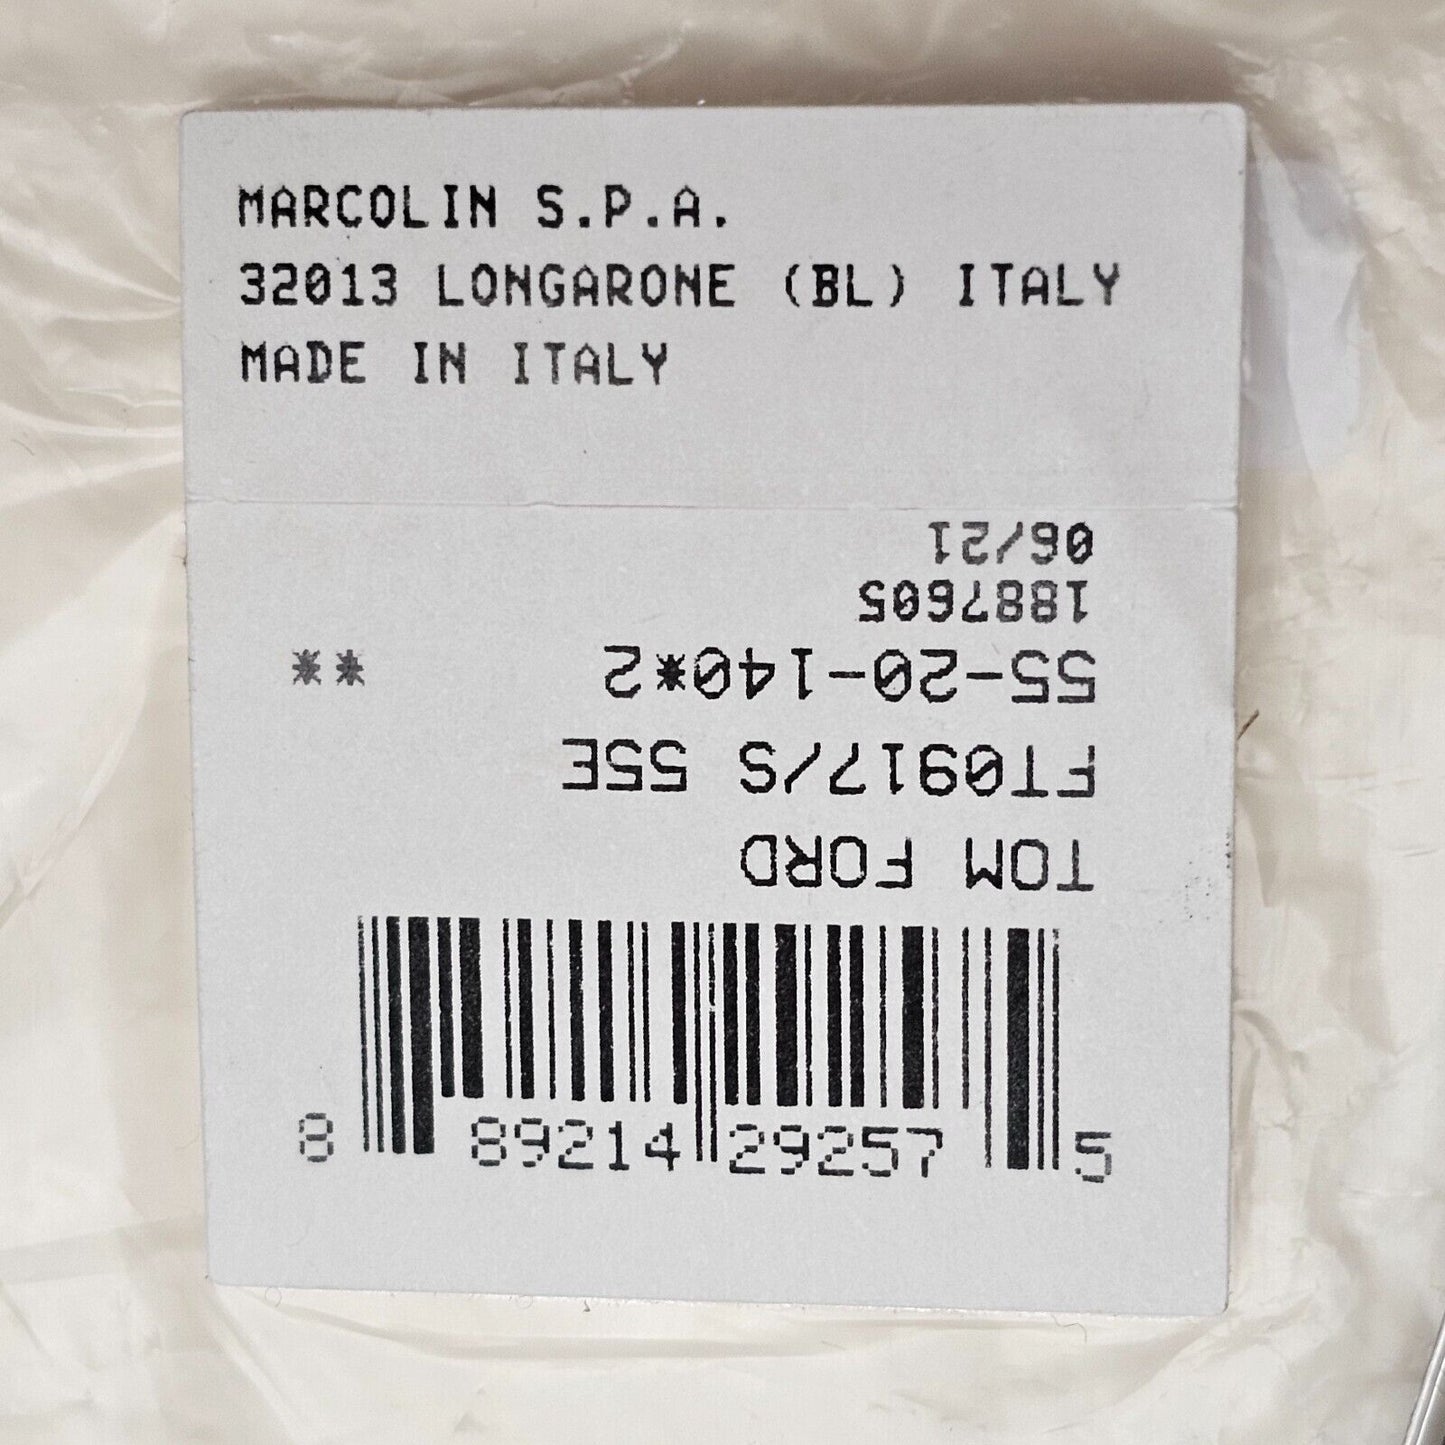 MARCOLIN S.P.A.
32013 LONGARONE (BL) ITALY
MADE IN ITALY
TOM FORD
FT0917/S 55E
55-20-140*2 **
1887605
06/21
8 89214 29257 5